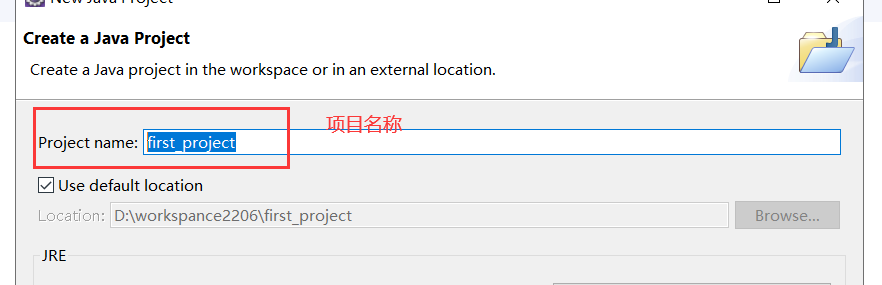 New Java Project
Create a Java Project
Create a Java project in the workspace or in an external location.
项目名称
Project name: first_project
Use default location
Location: D:\workspance2206\first_project Browse...
JRE